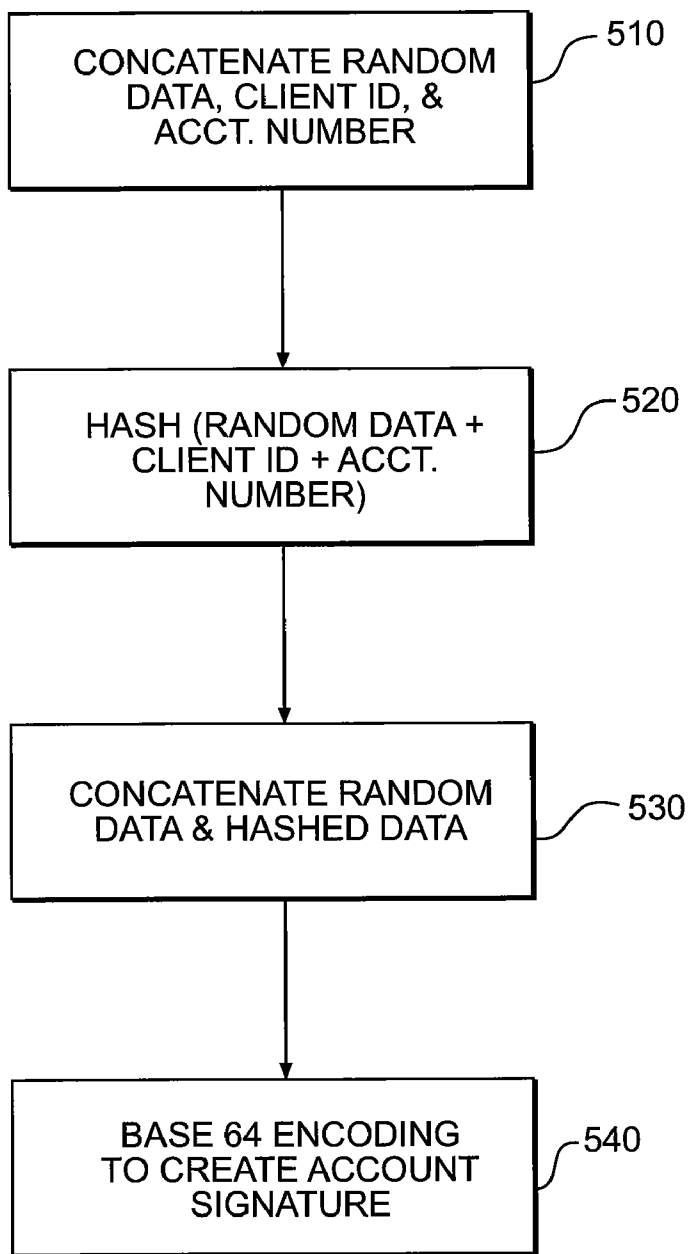 CONCATENATE RANDOM
DATA, CLIENT ID, &
ACCT. NUMBER
510
HASH (RANDOM DATA +
CLIENT ID + ACCT.
NUMBER)
520
CONCATENATE RANDOM
DATA & HASHED DATA
530
BASE 64 ENCODING
TO CREATE ACCOUNT
SIGNATURE
540